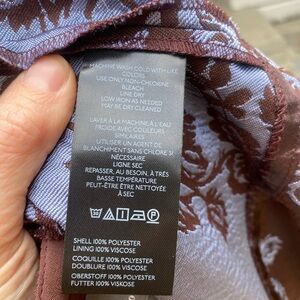 MACHINE WASH COLD WITH LIKE
COLORS
USE ONLY NON-CHLORINE
BLEACH
LINE DRY
LOW IRON AS NEEDED
MAY BE DRY CLEANED
LAVER À LA MACHINE À L'EAU
FROIDE AVEC COULEURS
SIMILAIRES
UTILISER UN AGENT DE
BLANCHIMENT SANS CHLORE SI
NÉCESSAIRE
LIGNE SEC
REPASSER, AU BESOIN, À TRÈS
BASSE TEMPÉRATURE
PEUT-ÊTRE ÊTRE NETTOYÉE
À SEC
SHELL 100% POLYESTER
LINING 100% VISCOSE
COQUILLE 100% POLYESTER
DOUBLURE 100% VISCOSE
OBERSTOFF 100% POLYESTER
FUTTER 100% VISKOSE